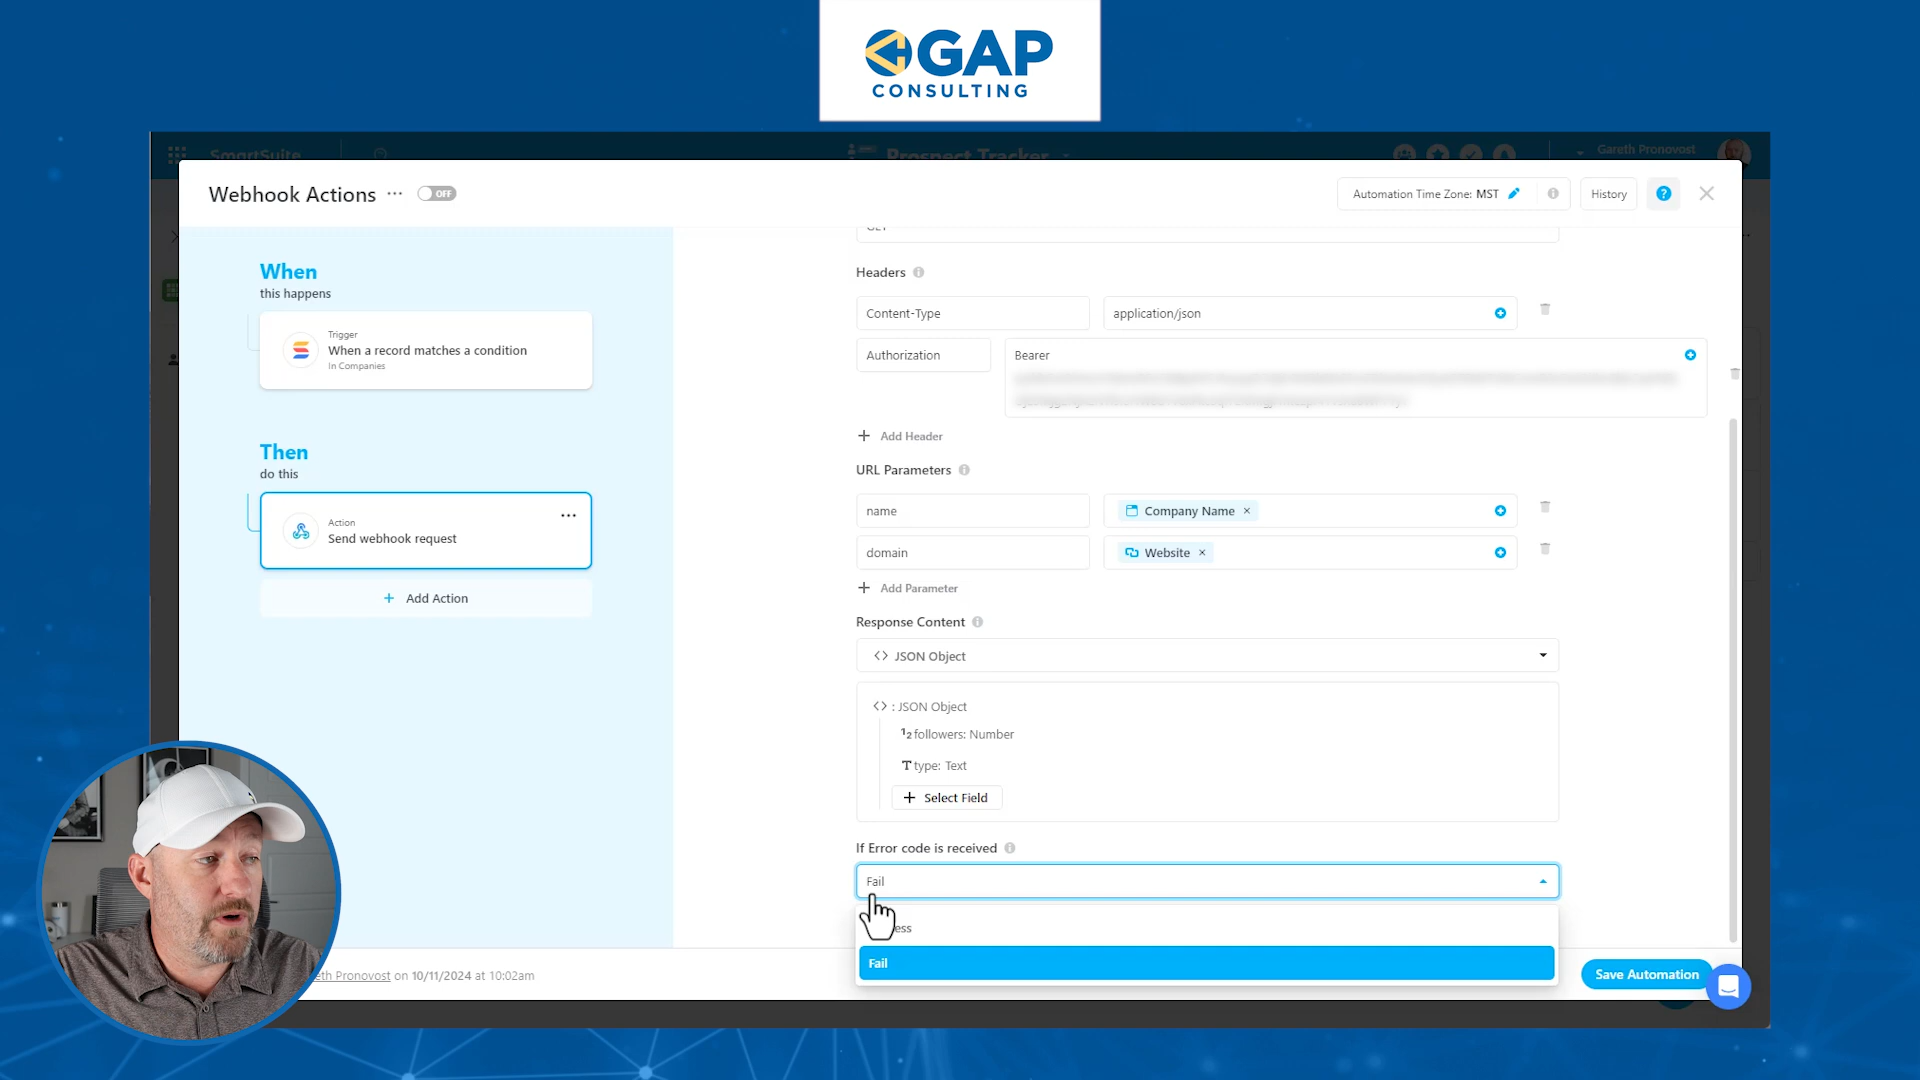 GAP
CONSULTING
SmartSuite
Prospect Tracker
Gareth Pronovost
Webhook Actions
OFF
Automation Time Zone: MST
History
?
When
this happens
Trigger
When a record matches a condition
In Companies
Then
do this
Action
Send webhook request
+ Add Action
GET
Headers
Content-Type
application/json
Authorization
Bearer
+ Add Header
URL Parameters
name
Company Name ×
domain
Website ×
+ Add Parameter
Response Content
<> JSON Object
<> : JSON Object
12 followers: Number
T type: Text
+ Select Field
If Error code is received
Fail
ess
Fail
eth Pronovost on 10/11/2024 at 10:02am
Save Automation